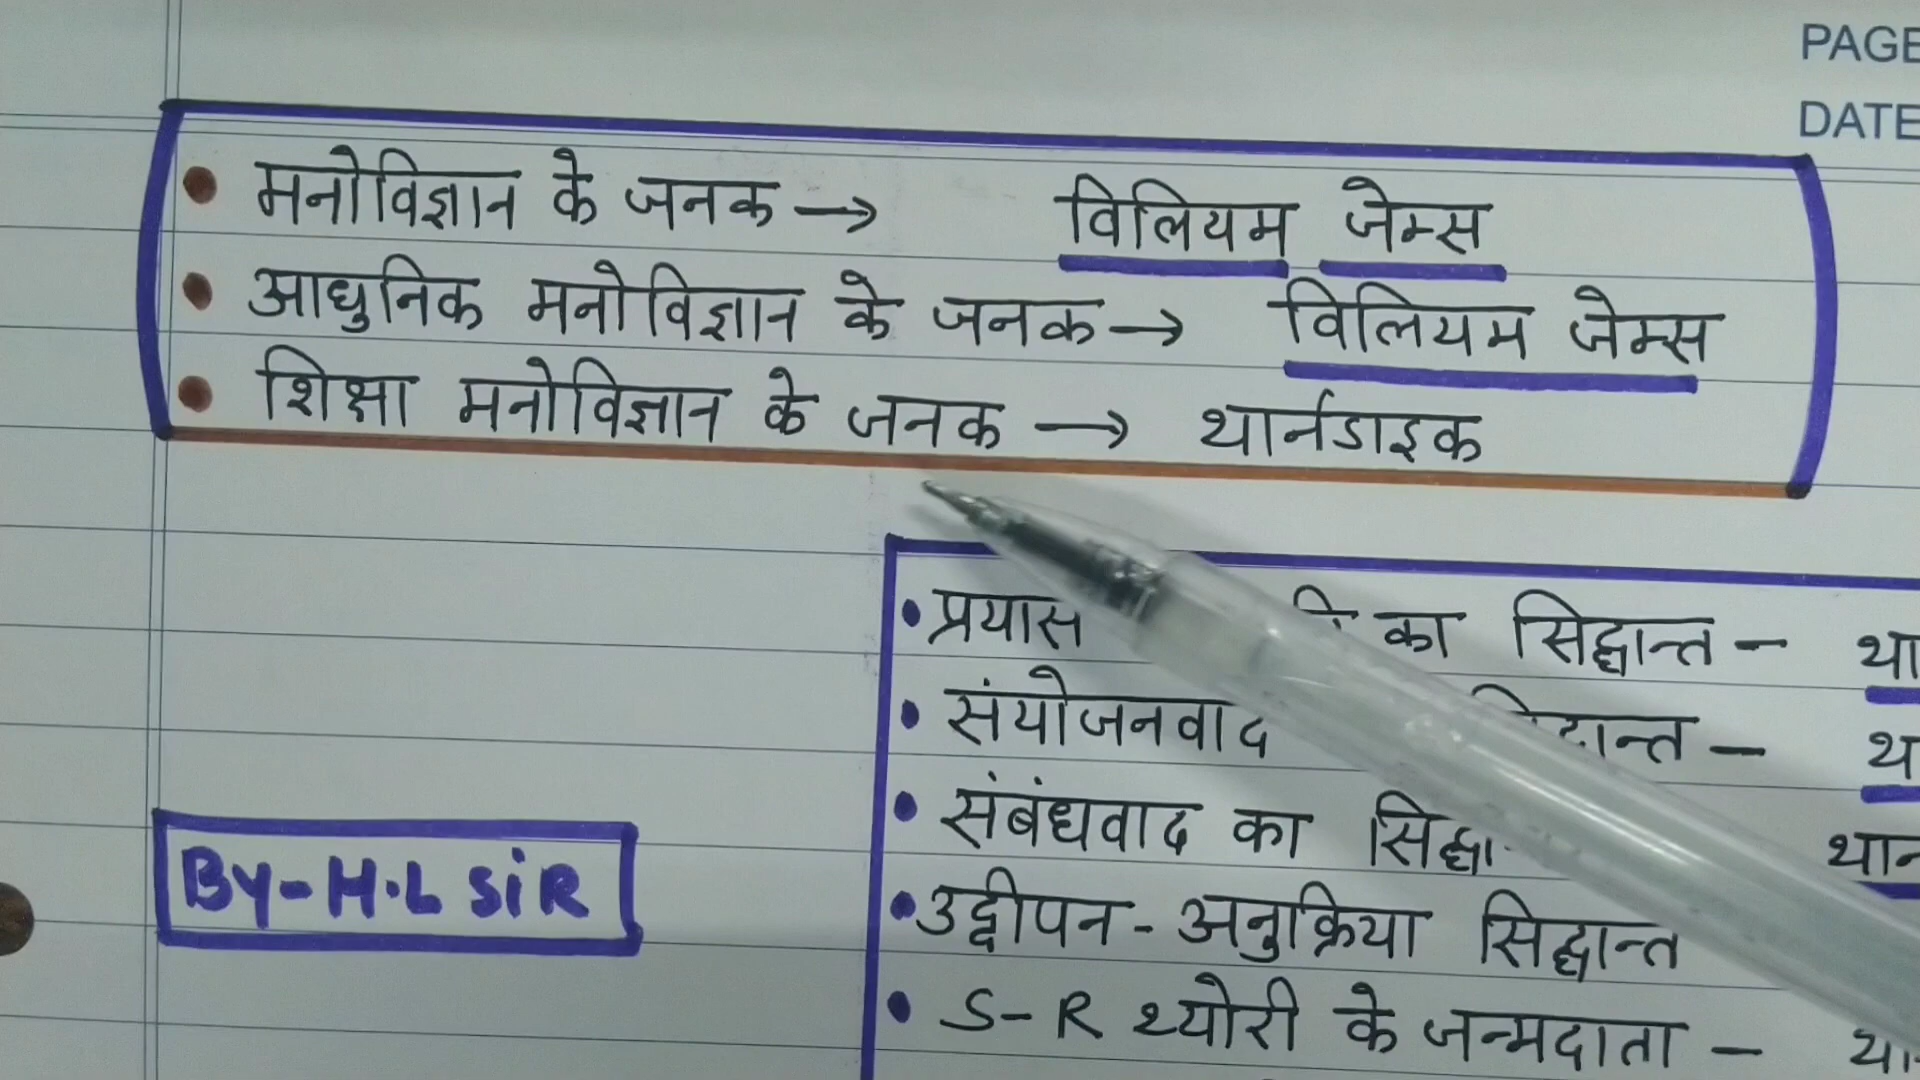 PAGE
DATE
• मनोविज्ञान के जनक → विलियम जेम्स
• आधुनिक मनोविज्ञान के जनक → विलियम जेम्स
• शिक्षा मनोविज्ञान के जनक → थार्नडाइक
• प्रयास का सिद्धान्त -
• संयोजनवाद -
• संबंधवाद का
• उद्दीपन - अनुक्रिया सिद्धान्त
• S-R थ्योरी के जन्मदाता -
By-H.L SiR